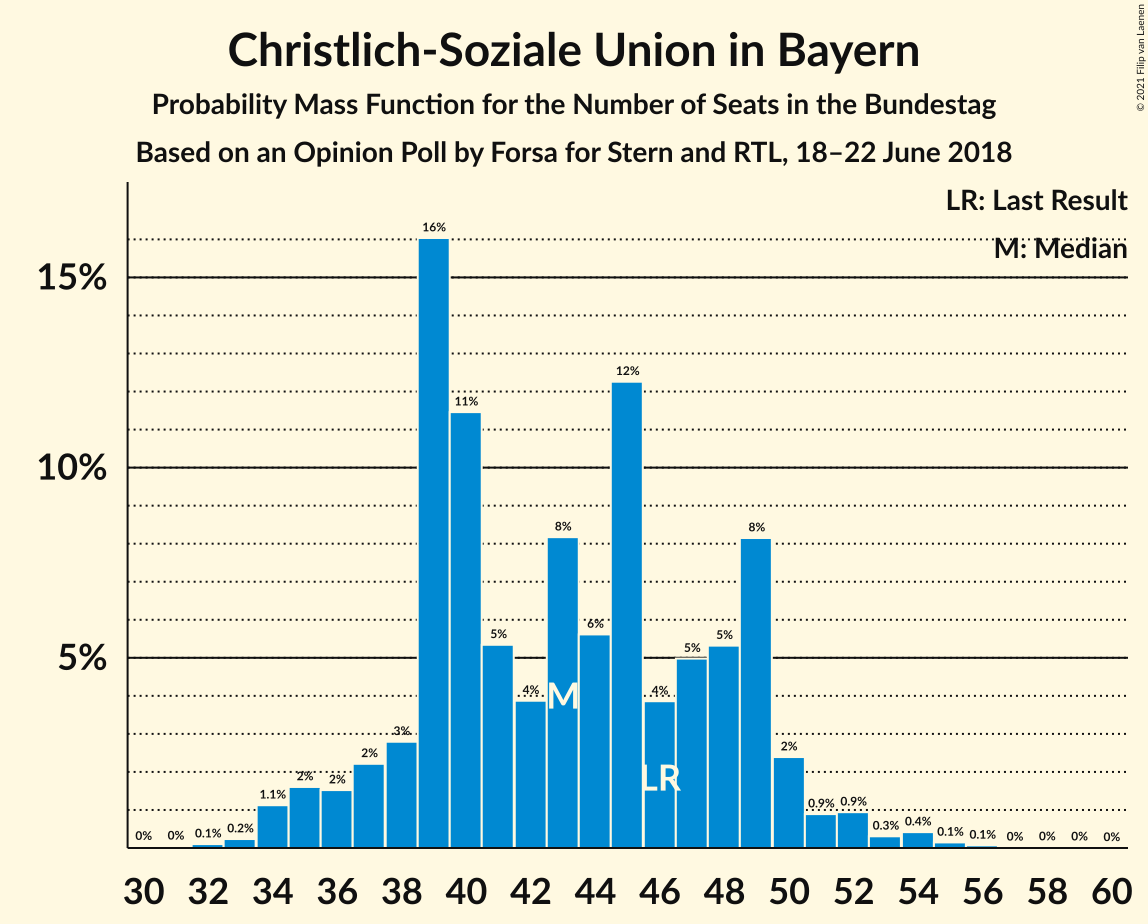 Christlich-Soziale Union in Bayern
Probability Mass Function for the Number of Seats in the Bundestag
Based on an Opinion Poll by Forsa for Stern and RTL, 18–22 June 2018
© 2021 Filip van Laenen
LR: Last Result
M: Median
15%
10%
5%
0% 0% 0.1% 0.2% 1.1% 2% 2% 2% 3% 16% 11% 5% 4% 8% 6% 12% 4% 5% 5% 8% 2% 0.9% 0.9% 0.3% 0.4% 0.1% 0.1% 0% 0% 0% 0%
M
LR
30 32 34 36 38 40 42 44 46 48 50 52 54 56 58 60